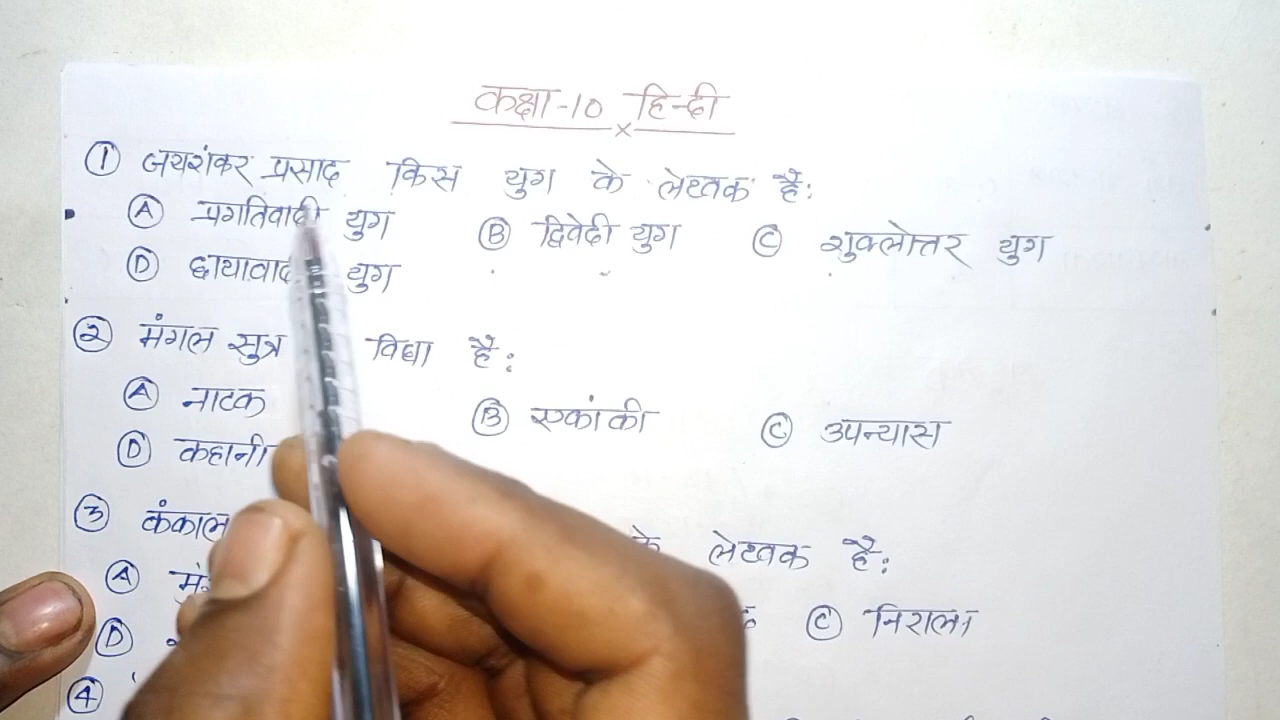 कक्षा-10 हिन्दी
① जयशंकर प्रसाद किस युग के लेखक है:
Ⓐ प्रगतिवादी युग Ⓑ द्विवेदी युग Ⓒ शुक्लोत्तर युग
Ⓓ छायावाद युग
② मंगल सुत्र विधा है:
Ⓐ नाटक Ⓑ एकांकी Ⓒ उपन्यास
Ⓓ कहानी
③ कंकाल के लेखक है:
Ⓐ Ⓒ निराला
Ⓓ
④